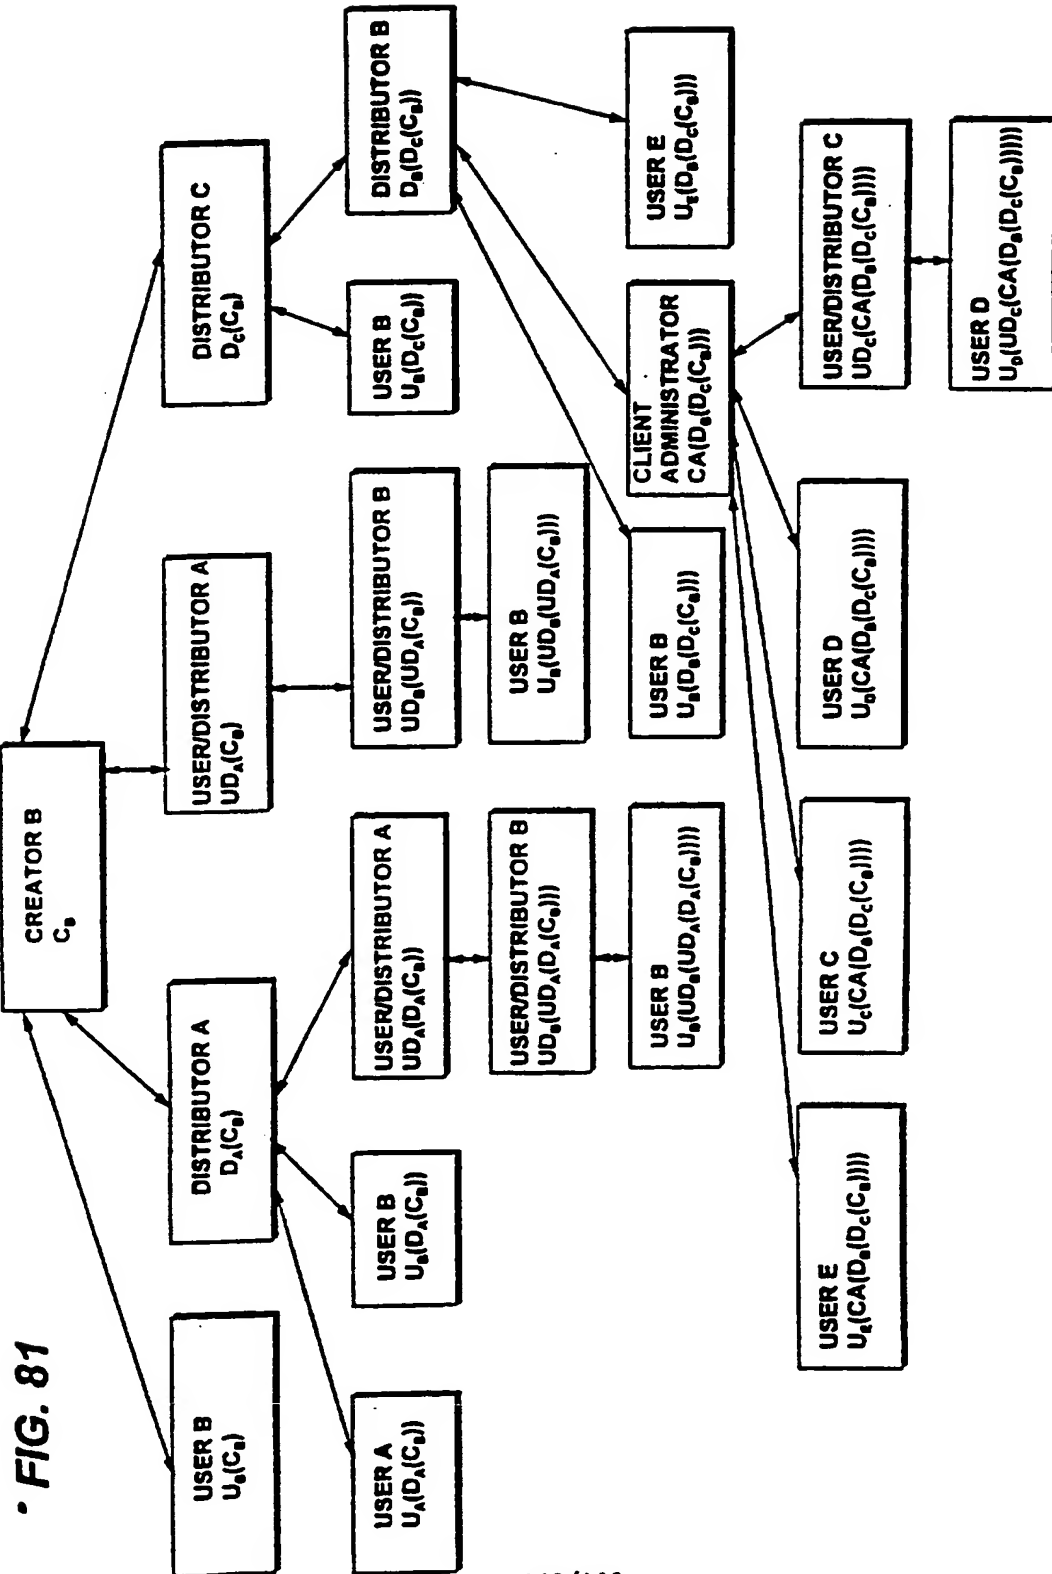 FIG. 81
CREATOR B
C_B
USER B
U_B(C_B)
DISTRIBUTOR A
D_A(C_B)
USER/DISTRIBUTOR A
UD_A(C_B)
DISTRIBUTOR C
D_C(C_B)
USER A
U_A(D_A(C_B))
USER B
U_B(D_A(C_B))
USER/DISTRIBUTOR A
UD_A(D_A(C_B))
USER/DISTRIBUTOR B
UD_B(UD_A(C_B))
USER B
U_B(D_C(C_B))
DISTRIBUTOR B
D_B(D_C(C_B))
USER/DISTRIBUTOR B
UD_B(UD_A(D_A(C_B)))
USER B
U_B(UD_B(UD_A(C_B)))
USER B
U_B(UD_B(UD_A(D_A(C_B))))
USER B
U_B(D_B(D_C(C_B)))
CLIENT
ADMINISTRATOR
CA(D_B(D_C(C_B)))
USER E
U_E(D_B(D_C(C_B)))
USER E
U_E(CA(D_B(D_C(C_B))))
USER C
U_C(CA(D_B(D_C(C_B))))
USER D
U_D(CA(D_B(D_C(C_B))))
USER/DISTRIBUTOR C
UD_C(CA(D_B(D_C(C_B))))
USER D
U_D(UD_C(CA(D_B(D_C(C_B)))))